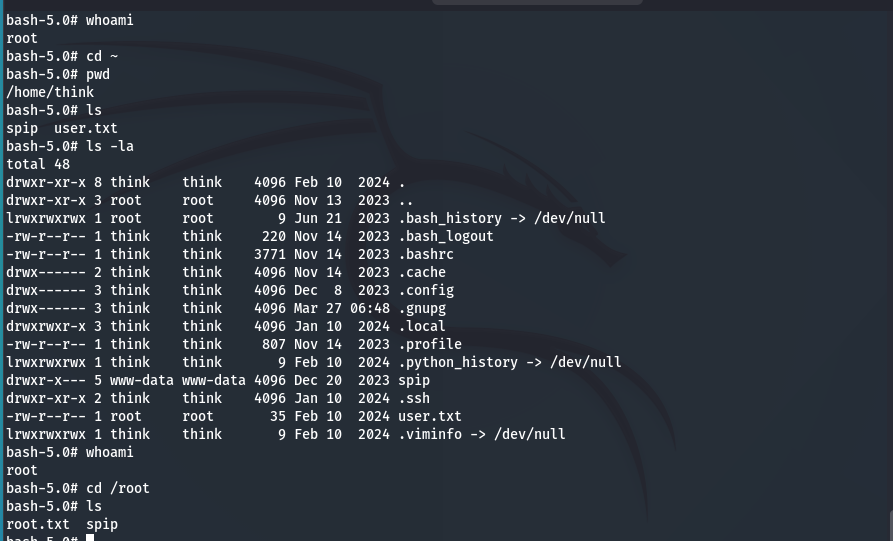 bash-5.0# whoami
root
bash-5.0# cd ~
bash-5.0# pwd
/home/think
bash-5.0# ls
spip  user.txt
bash-5.0# ls -la
total 48
drwxr-xr-x 8 think    think    4096 Feb 10  2024 .
drwxr-xr-x 3 root     root     4096 Nov 13  2023 ..
lrwxrwxrwx 1 root     root        9 Jun 21  2023 .bash_history -> /dev/null
-rw-r--r-- 1 think    think     220 Nov 14  2023 .bash_logout
-rw-r--r-- 1 think    think    3771 Nov 14  2023 .bashrc
drwx------ 2 think    think    4096 Nov 14  2023 .cache
drwx------ 3 think    think    4096 Dec  8  2023 .config
drwx------ 3 think    think    4096 Mar 27 06:48 .gnupg
drwxrwxr-x 3 think    think    4096 Jan 10  2024 .local
-rw-r--r-- 1 think    think     807 Nov 14  2023 .profile
lrwxrwxrwx 1 think    think       9 Feb 10  2024 .python_history -> /dev/null
drwxr-x--- 5 www-data www-data 4096 Dec 20  2023 spip
drwxr-xr-x 2 think    think    4096 Jan 10  2024 .ssh
-rw-r--r-- 1 root     root       35 Feb 10  2024 user.txt
lrwxrwxrwx 1 think    think       9 Feb 10  2024 .viminfo -> /dev/null
bash-5.0# whoami
root
bash-5.0# cd /root
bash-5.0# ls
root.txt  spip
bash-5.0#